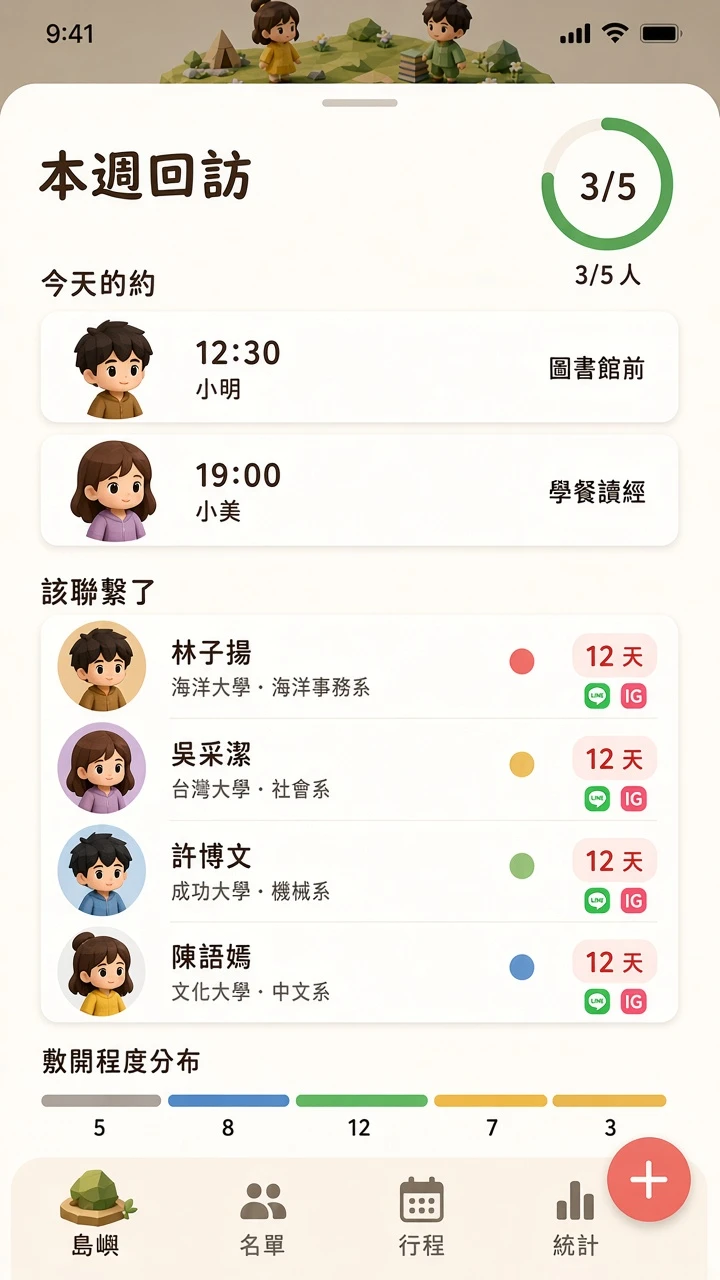 9:41
本週回訪
3/5
3/5 人
今天的約
12:30
小明
圖書館前
19:00
小美
學餐讀經
該聯繫了
林子揚
海洋大學・海洋事務系
12 天
LINE IG
吳采潔
台灣大學・社會系
12 天
LINE IG
許博文
成功大學・機械系
12 天
LINE IG
陳語嫣
文化大學・中文系
12 天
LINE IG
敷開程度分布
5 8 12 7 3
+
島嶼 名單 行程 統計